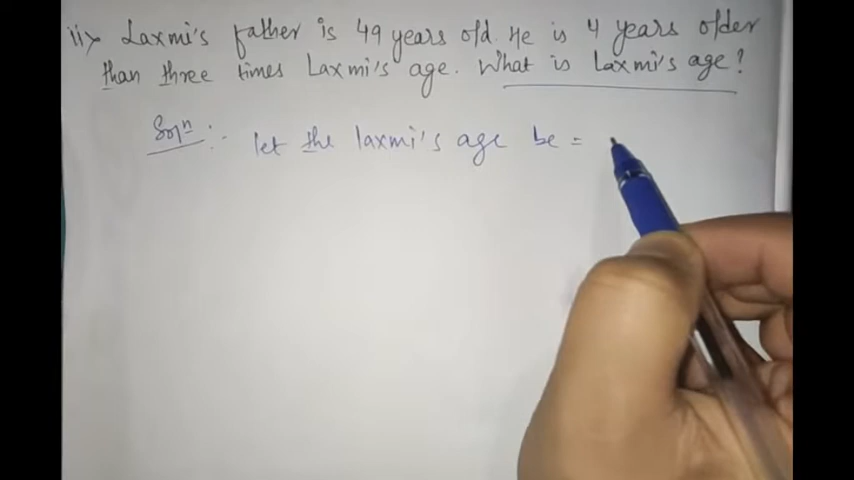 ii> Laxmi's father is 49 years old. He is 4 years older
than three times Laxmi's age. What is Laxmi's age?
Solⁿ :- let the laxmi's age be =